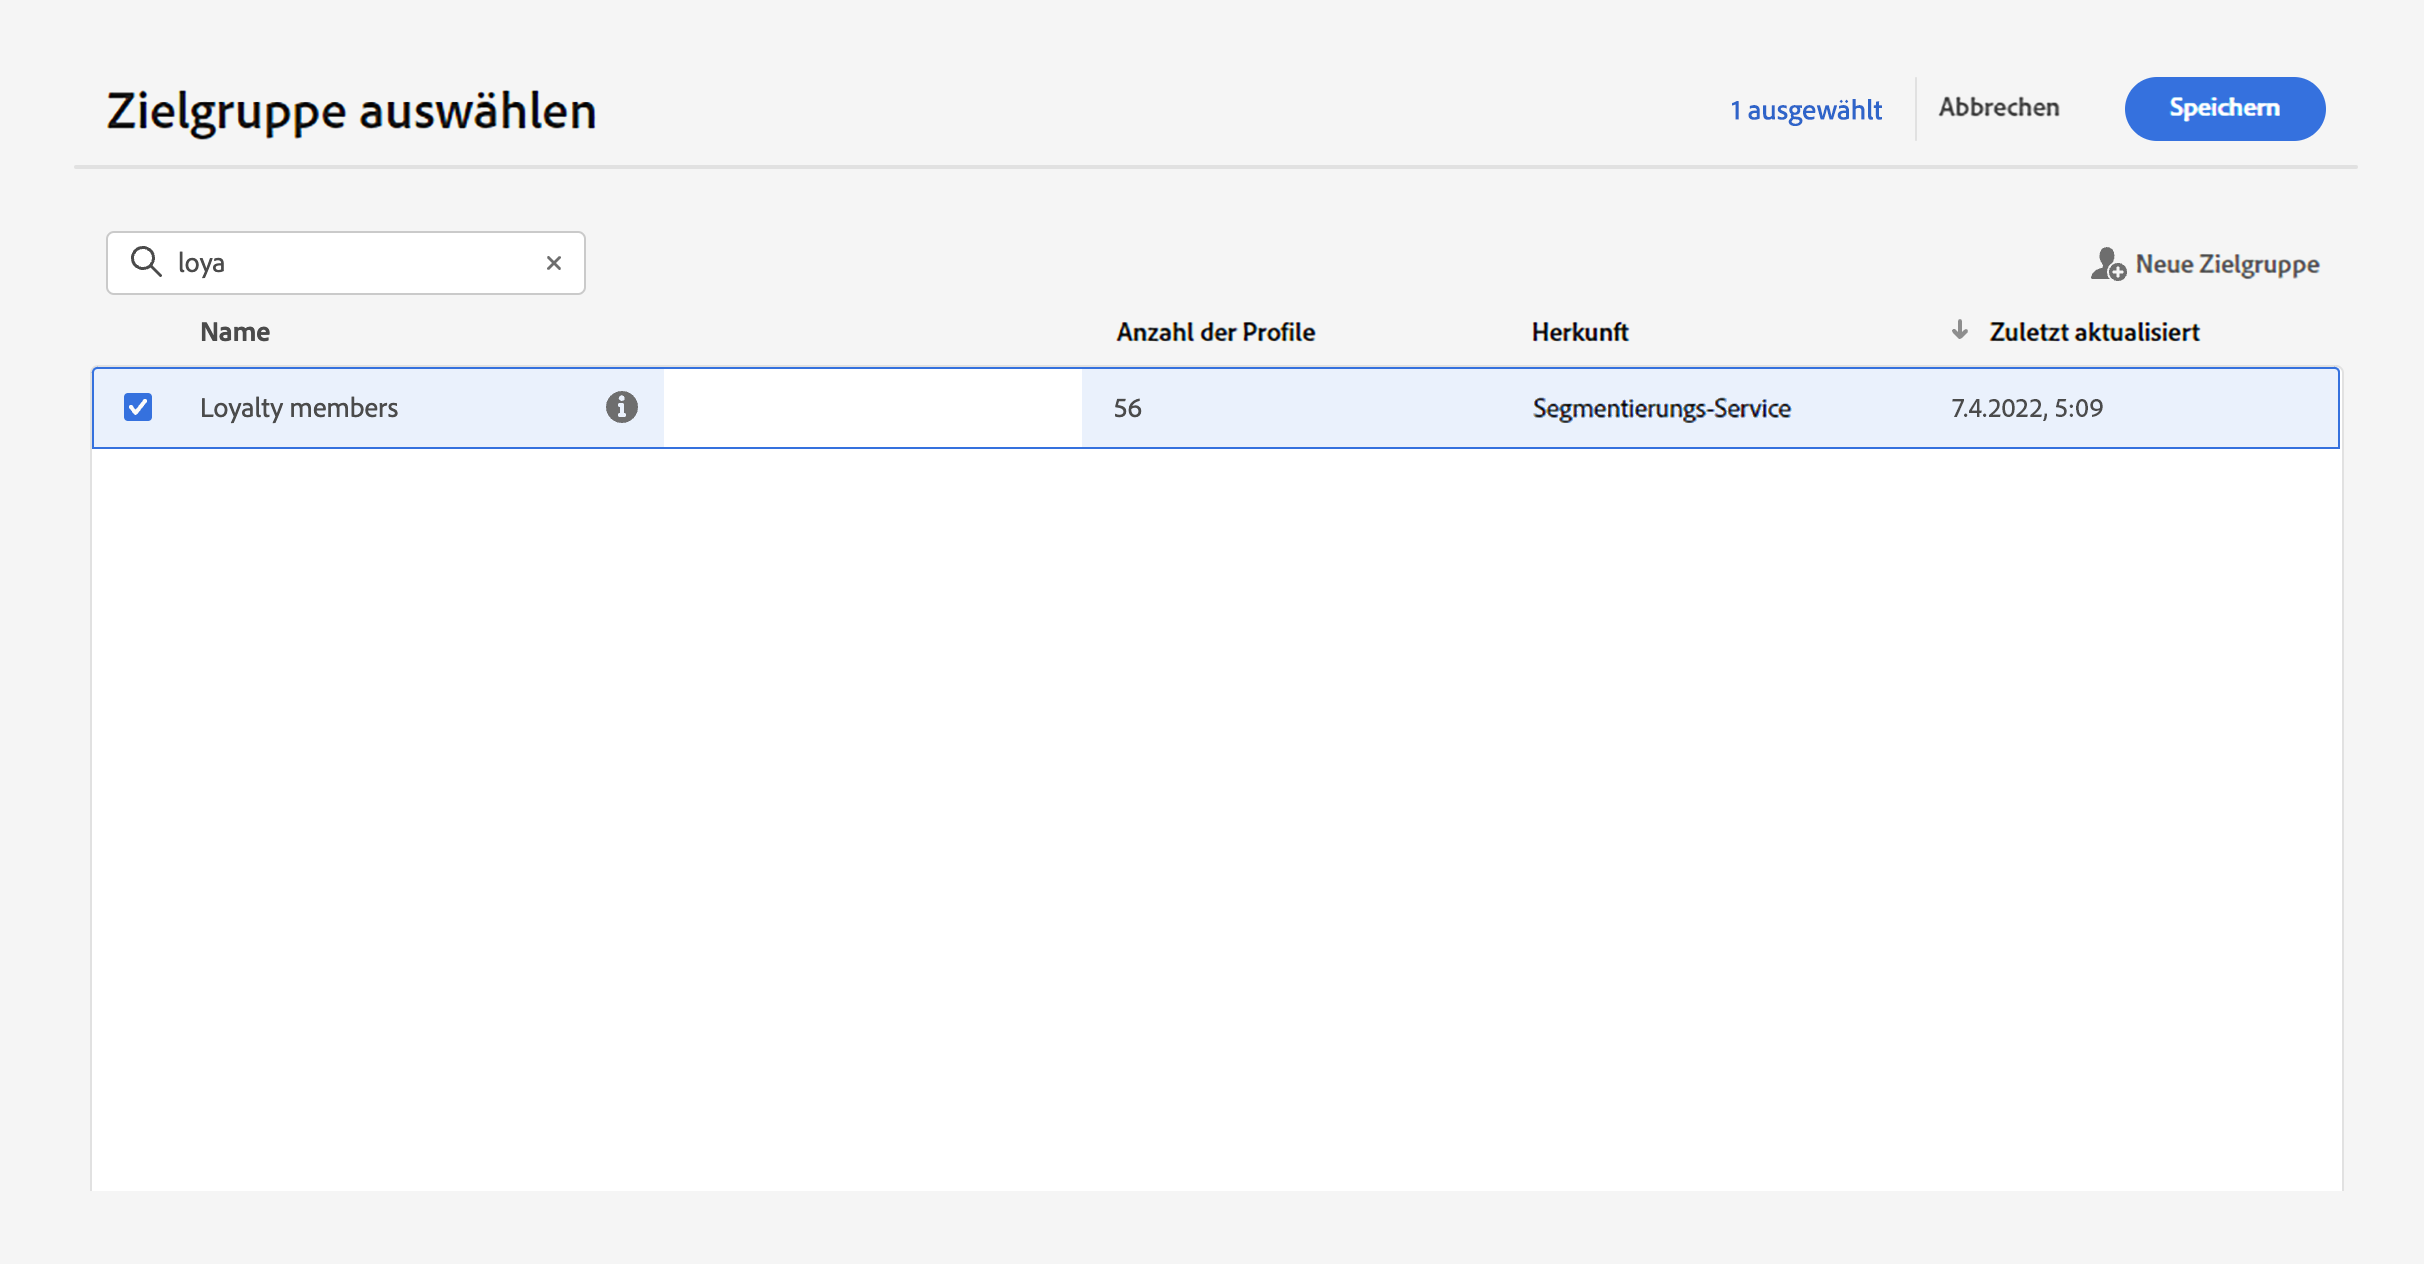 Zielgruppe auswählen
1 ausgewählt
Abbrechen
Speichern
loya
Neue Zielgruppe
Name
Anzahl der Profile
Herkunft
Zuletzt aktualisiert
Loyalty members
56
Segmentierungs-Service
7.4.2022, 5:09